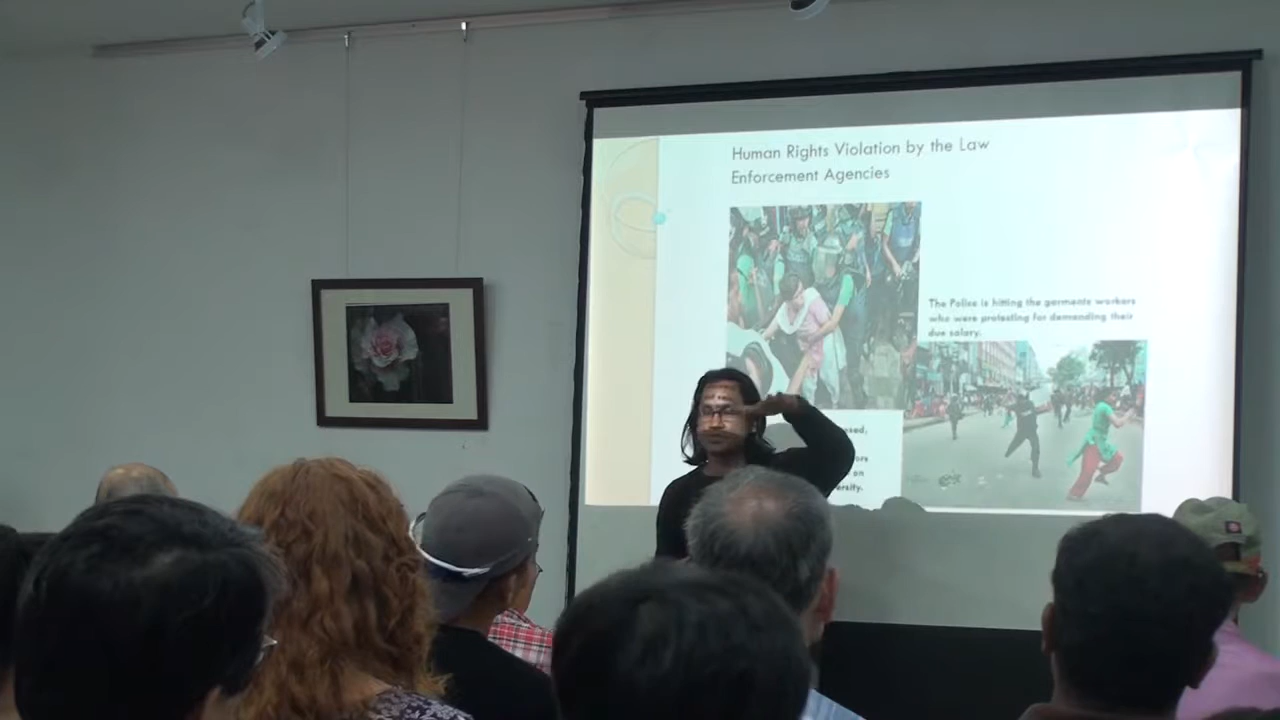 Human Rights Violation by the Law
Enforcement Agencies
The Police is hitting the garments workers
who were protesting for demanding their
due salary.
on